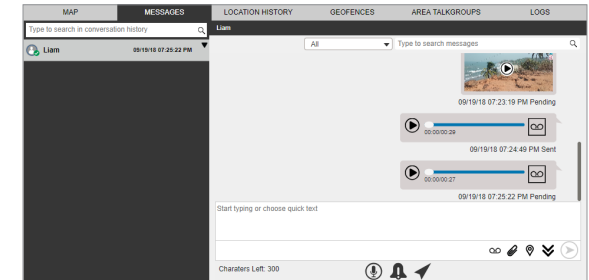 MAP MESSAGES LOCATION HISTORY GEOFENCES AREA TALKGROUPS LOGS
Type to search in conversation history
Liam
Liam 09/19/18 07:25:22 PM
All Type to search messages
09/19/18 07:23:19 PM Pending
00:00/00:29
09/19/18 07:24:49 PM Sent
00:00/00:27
09/19/18 07:25:22 PM Pending
Start typing or choose quick text
Charaters Left: 300